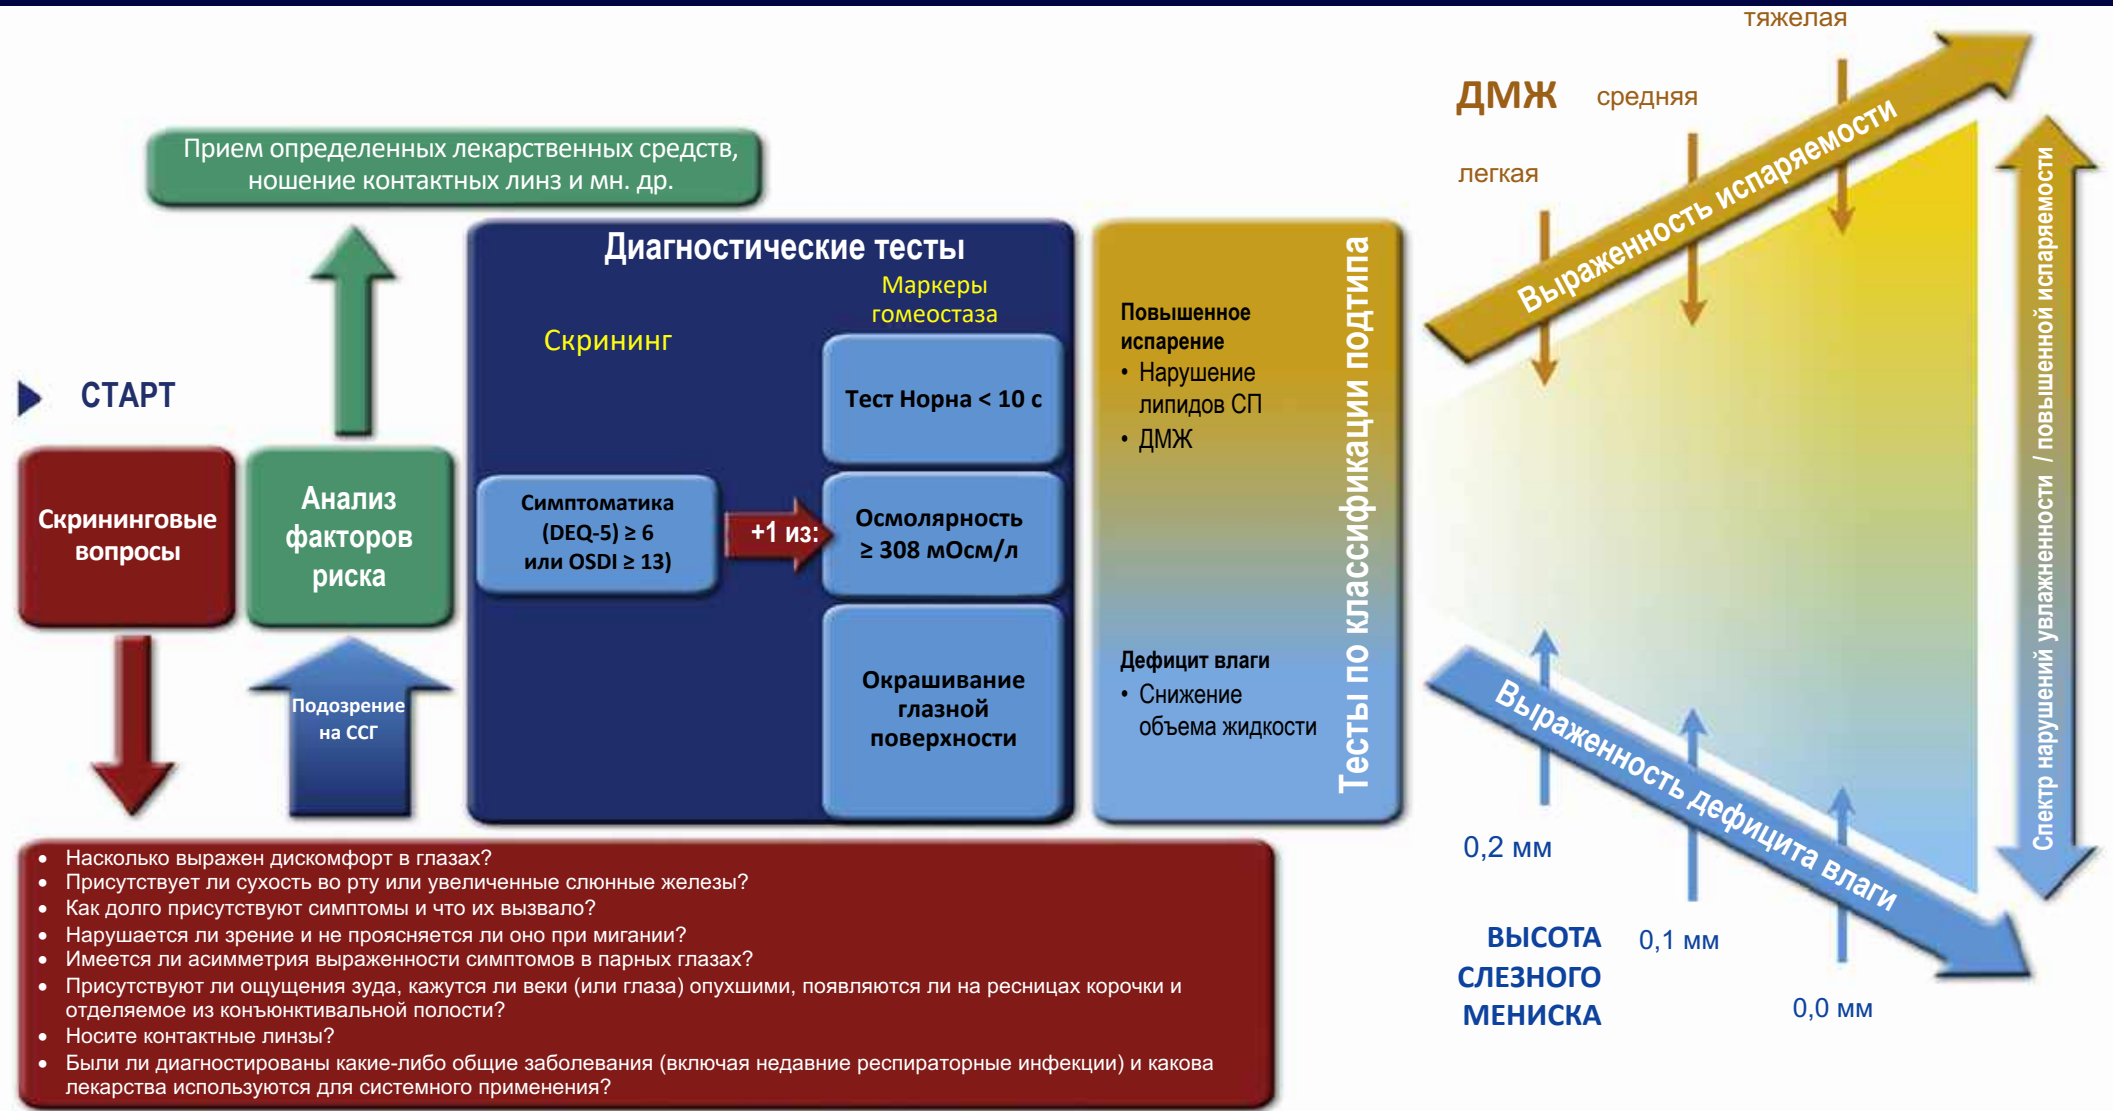 СТАРТ
Скрининговые
вопросы
Анализ
факторов
риска
Прием определенных лекарственных средств,
ношение контактных линз и мн. др.
Подозрение
на ССГ
Диагностические тесты
Скрининг
Маркеры
гомеостаза
Симптоматика
(DEQ-5) ≥ 6
или OSDI ≥ 13)
+1 из:
Тест Норна < 10 с
Осмолярность
≥ 308 мОсм/л
Окрашивание
глазной
поверхности
Повышенное
испарение
• Нарушение
липидов СП
• ДМЖ
Дефицит влаги
• Снижение
объема жидкости
Тесты по классификации подтипа
ДМЖ
легкая
средняя
тяжелая
Выраженность испаряемости
Выраженность дефицита влаги
Спектр нарушений увлажненности / повышенной испаряемости
0,2 мм
0,1 мм
0,0 мм
ВЫСОТА
СЛЕЗНОГО
МЕНИСКА
• Насколько выражен дискомфорт в глазах?
• Присутствует ли сухость во рту или увеличенные слюнные железы?
• Как долго присутствуют симптомы и что их вызвало?
• Нарушается ли зрение и не проясняется ли оно при мигании?
• Имеется ли асимметрия выраженности симптомов в парных глазах?
• Присутствуют ли ощущения зуда, кажутся ли веки (или глаза) опухшими, появляются ли на ресницах корочки и
отделяемое из конъюнктивальной полости?
• Носите контактные линзы?
• Были ли диагностированы какие-либо общие заболевания (включая недавние респираторные инфекции) и какова
лекарства используются для системного применения?